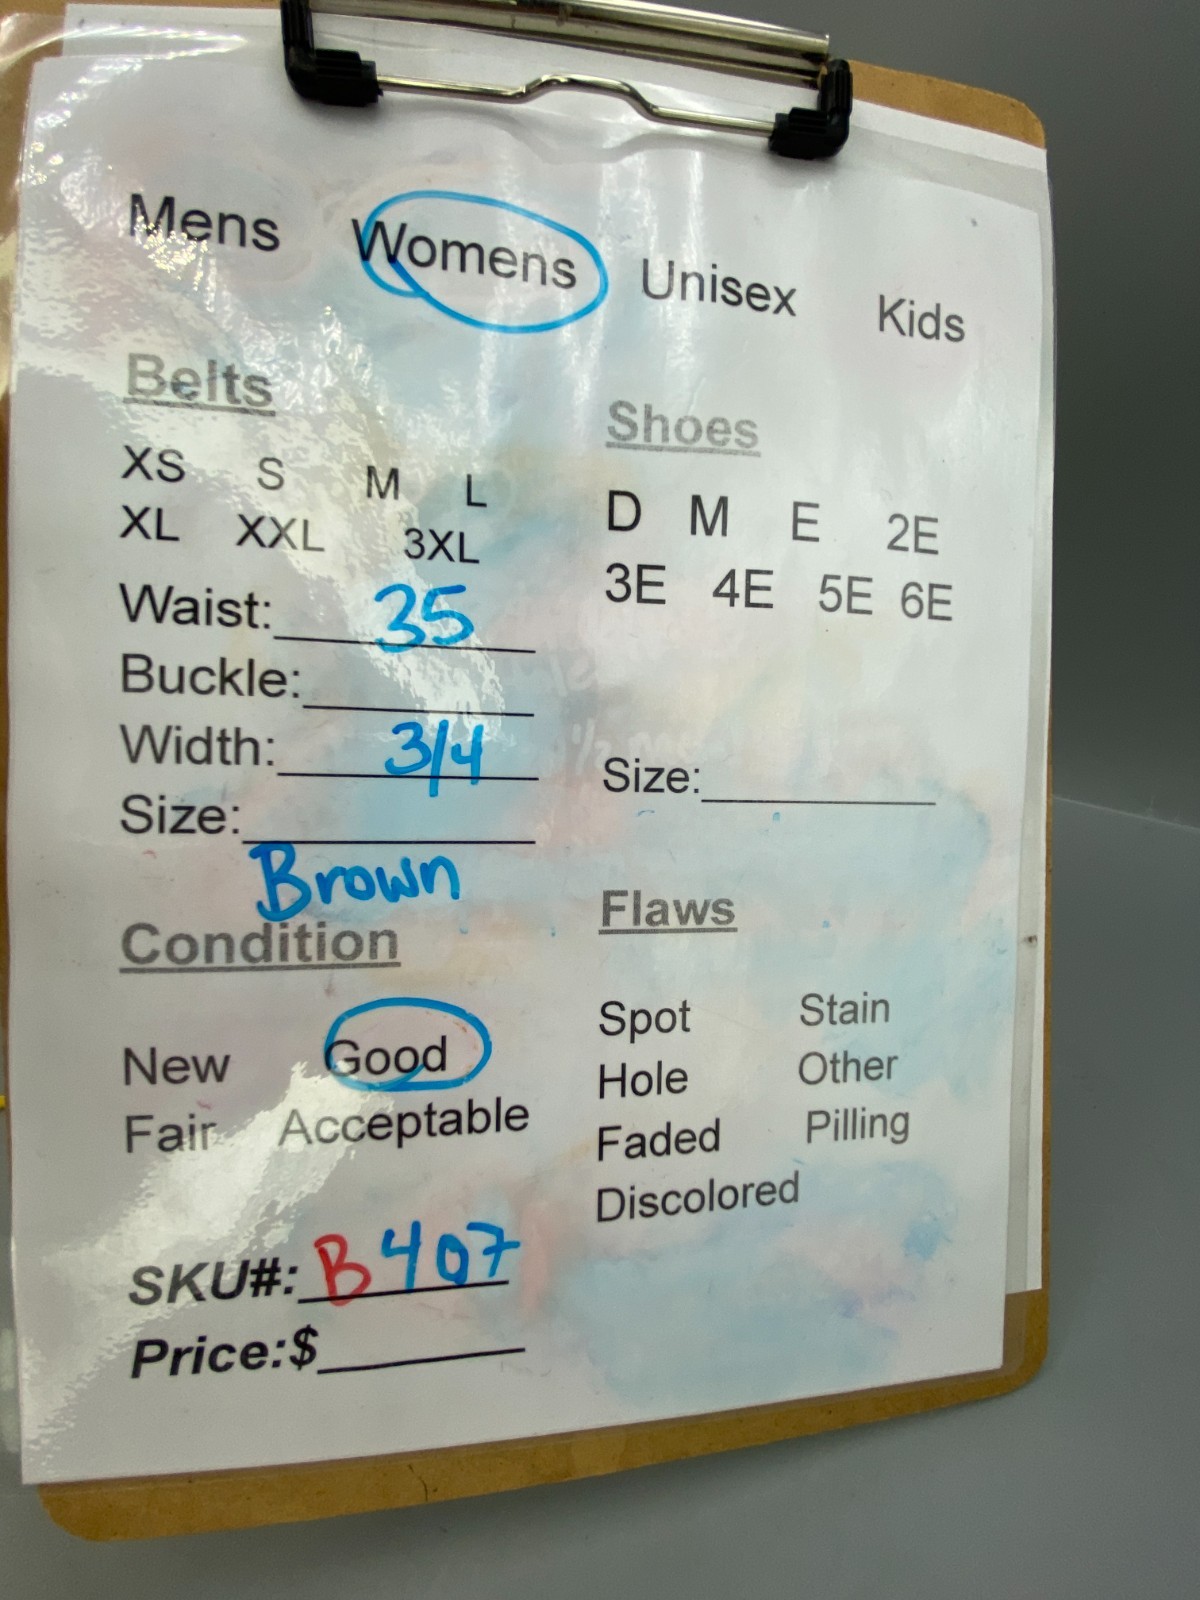 Mens Womens Unisex Kids
Belts
XS S M L
XL XXL 3XL
Waist: 35
Buckle:
Width: 3/4
Size:
Brown
Shoes
D M E 2E
3E 4E 5E 6E
Size:
Condition
New Good
Fair Acceptable
Flaws
Spot Stain
Hole Other
Faded Pilling
Discolored
SKU#: B407
Price:$